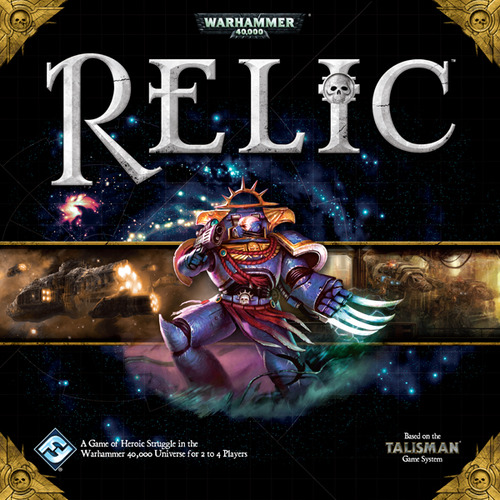 WARHAMMER
40,000
RELIC™
A Game of Heroic Struggle in the
Warhammer 40,000 Universe for 2 to 4 Players
Based on the
TALISMAN
Game System